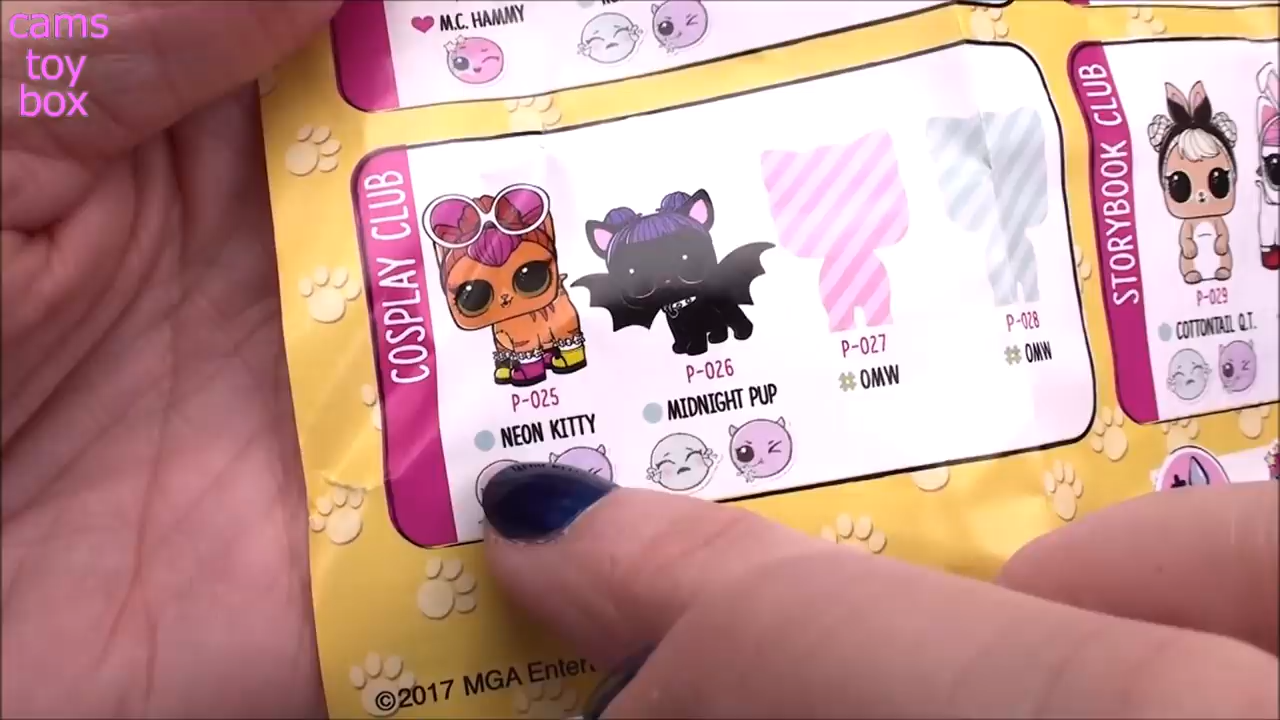 cams
toy
box
M.C. HAMMY
COSPLAY CLUB
P-025
NEON KITTY
P-026
MIDNIGHT PUP
P-027
#OMW
P-028
#OMW
STORYBOOK CLUB
P-029
COTTONTAIL Q.T.
©2017 MGA